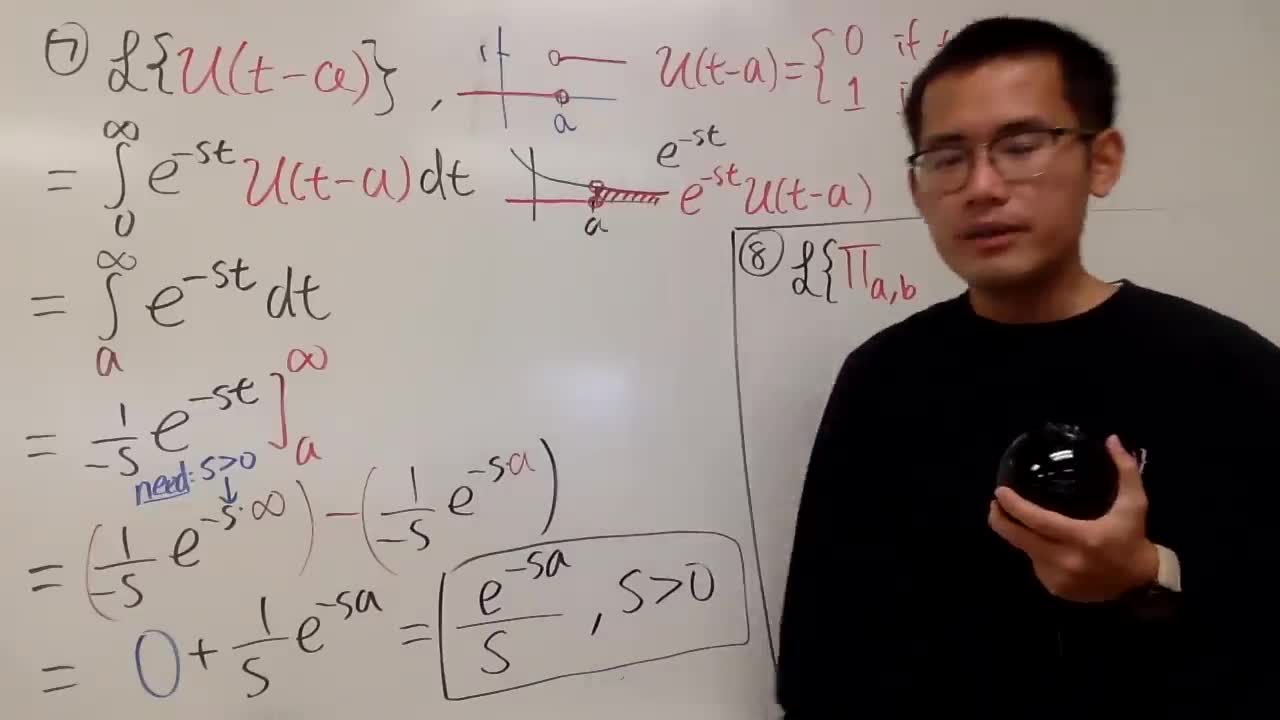 ⑦ ℒ{𝒰(t-a)}, 1 a 𝒰(t-a)={0 if
1
= ∫₀^∞ e^{-st} 𝒰(t-a) dt a e^{-st} e^{-st} 𝒰(t-a)
= ∫ₐ^∞ e^{-st} dt
= 1/-s e^{-st} ]ₐ^∞
need: s>0
= (1/-s e^{-s·∞}) - (1/-s e^{-sa})
= 0 + 1/s e^{-sa} = e^{-sa}/s , s>0
⑧ ℒ{Π_{a,b}